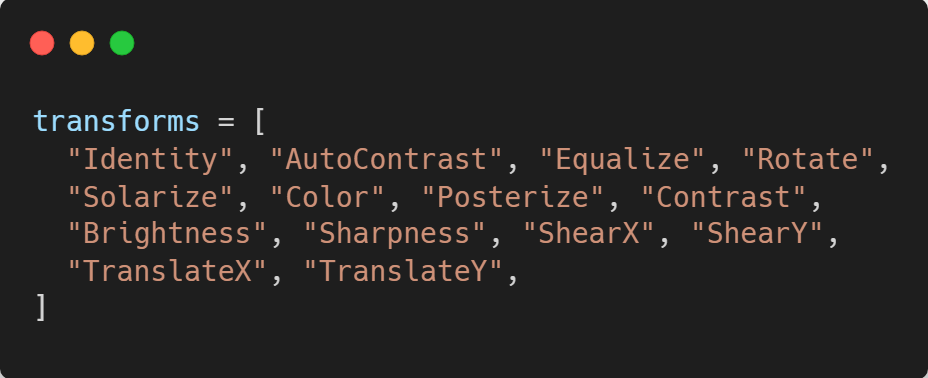 transforms = [
  "Identity", "AutoContrast", "Equalize", "Rotate",
  "Solarize", "Color", "Posterize", "Contrast",
  "Brightness", "Sharpness", "ShearX", "ShearY",
  "TranslateX", "TranslateY",
]